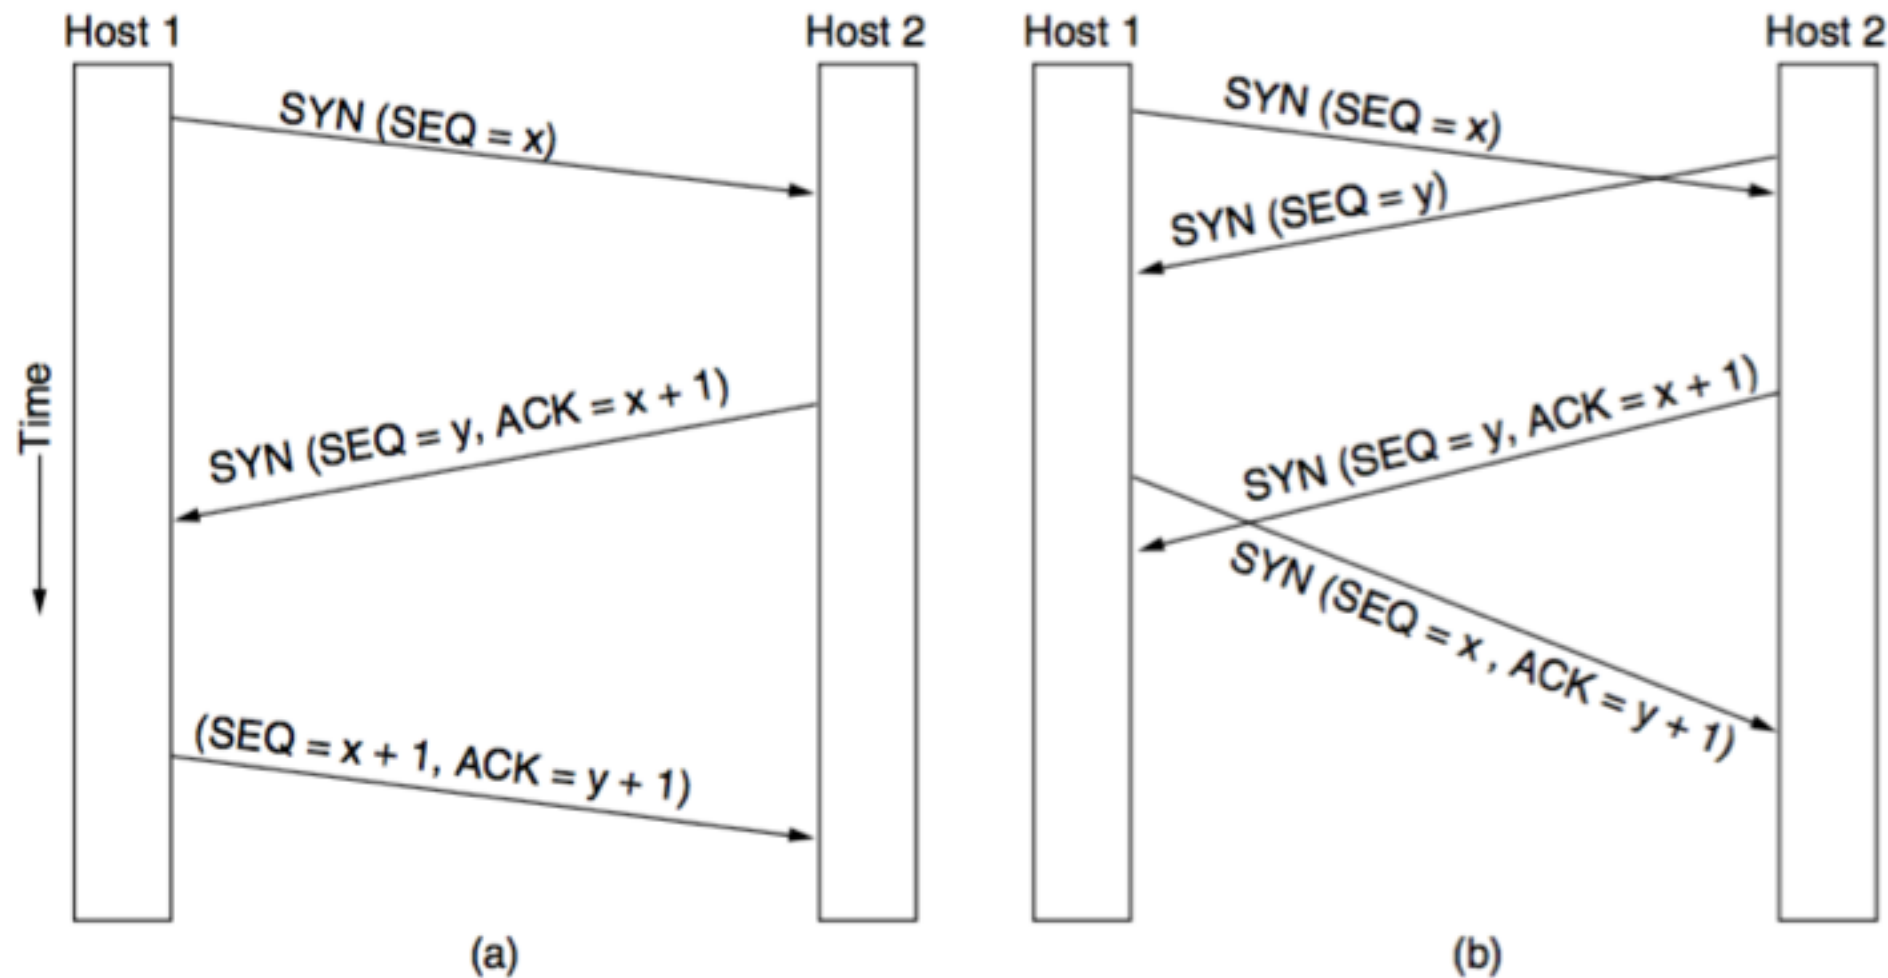 Host 1
Host 2
SYN (SEQ = x)
SYN (SEQ = y, ACK = x + 1)
(SEQ = x + 1, ACK = y + 1)
Time
(a)
Host 1
Host 2
SYN (SEQ = x)
SYN (SEQ = y)
SYN (SEQ = y, ACK = x + 1)
SYN (SEQ = x , ACK = y + 1)
(b)